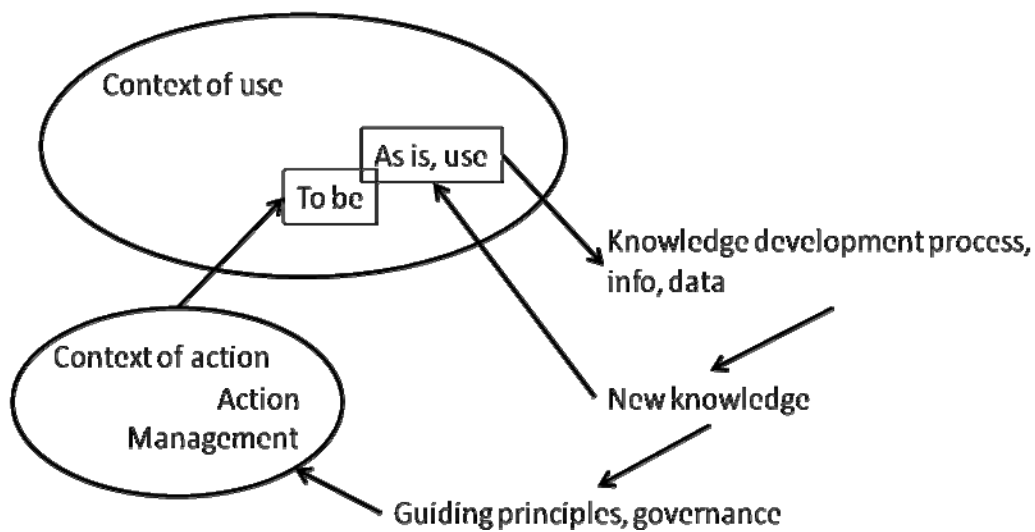 Context of use
As is, use
To be
Knowledge development process,
info, data
Context of action
Action
Management
New knowledge
Guiding principles, governance